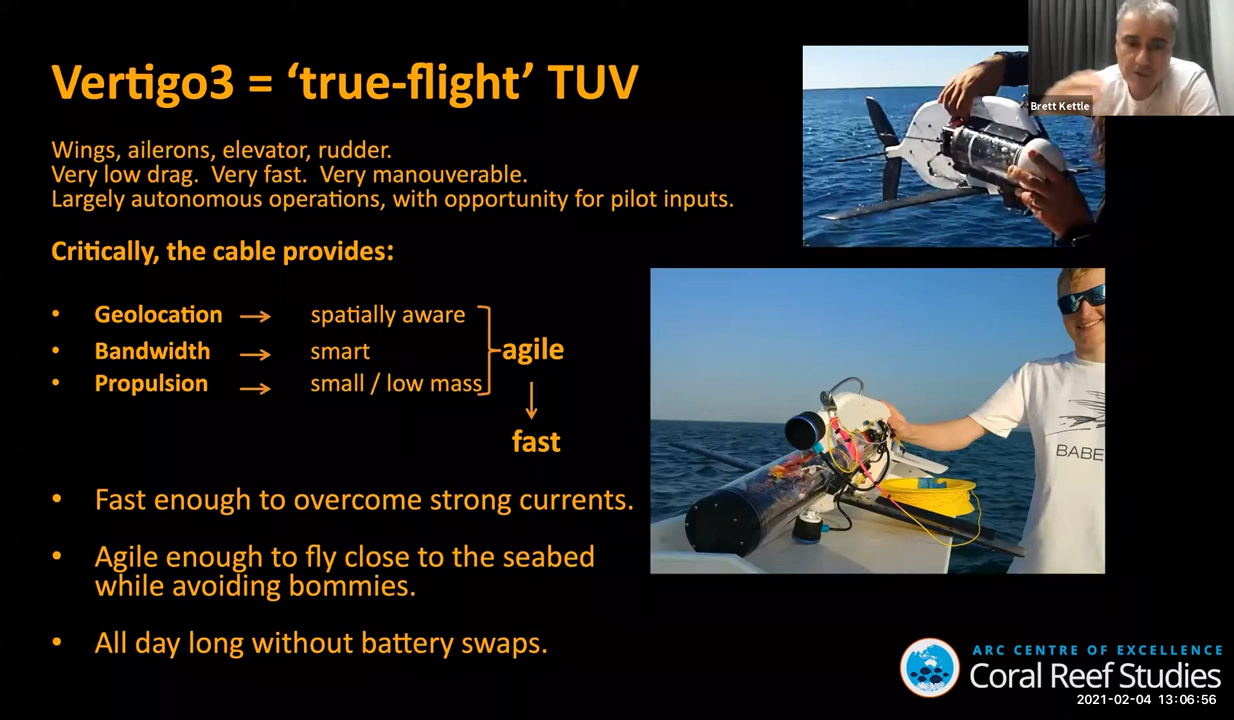 Vertigo3 = ‘true-flight’ TUV
Brett Kettle
Wings, ailerons, elevator, rudder.
Very low drag. Very fast. Very manouverable.
Largely autonomous operations, with opportunity for pilot inputs.
Critically, the cable provides:
• Geolocation → spatially aware
• Bandwidth → smart
• Propulsion → small / low mass
agile
↓
fast
• Fast enough to overcome strong currents.
• Agile enough to fly close to the seabed
while avoiding bommies.
• All day long without battery swaps.
BABE
ARC CENTRE OF EXCELLENCE
Coral Reef Studies
2021-02-04 13:06:56